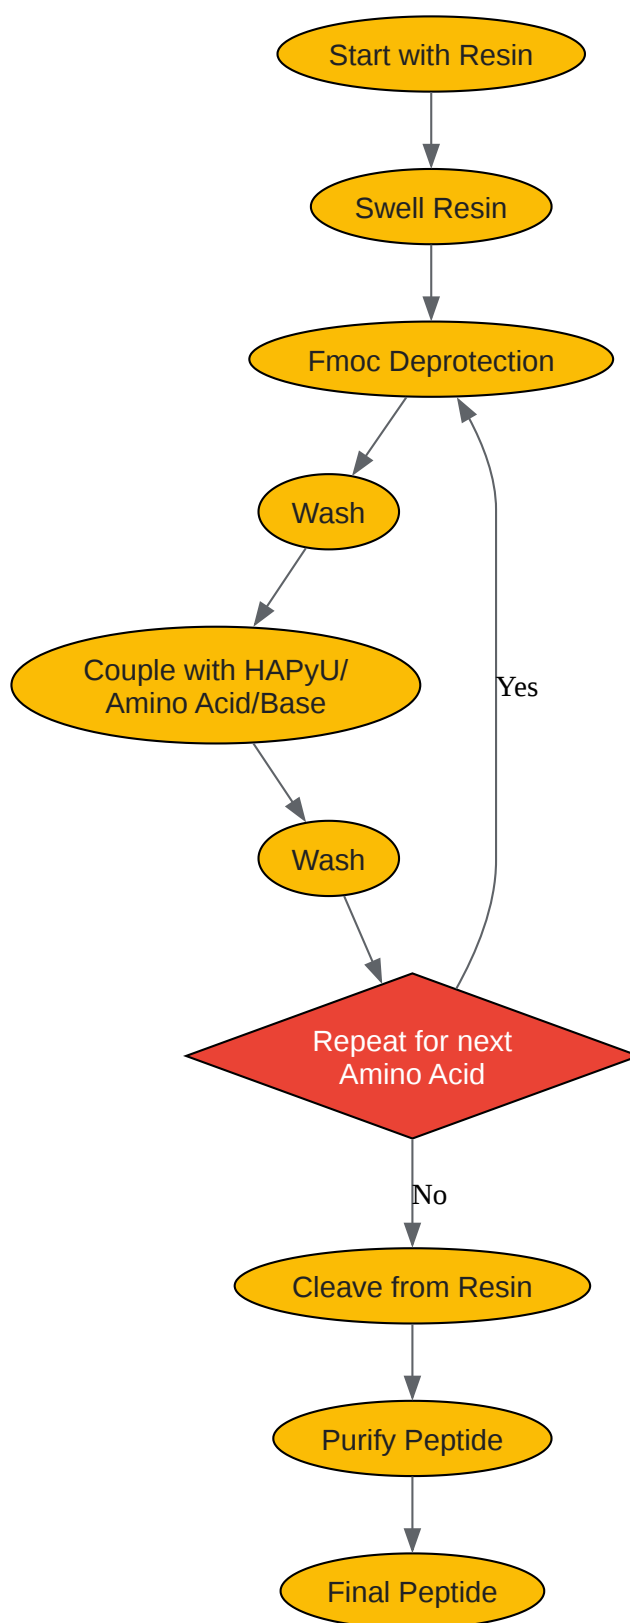 Start with Resin
Swell Resin
Fmoc Deprotection
Wash
Couple with HAPyU/
Amino Acid/Base
Yes
Wash
Repeat for next
Amino Acid
No
Cleave from Resin
Purify Peptide
Final Peptide